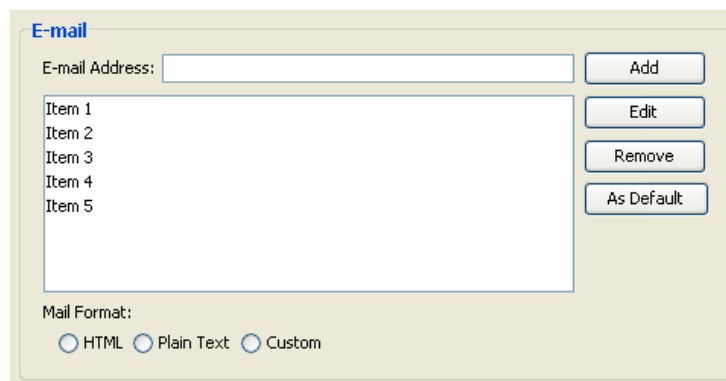 E-mail
E-mail Address:
Add
Item 1
Item 2
Item 3
Item 4
Item 5
Edit
Remove
As Default
Mail Format:
HTML Plain Text Custom